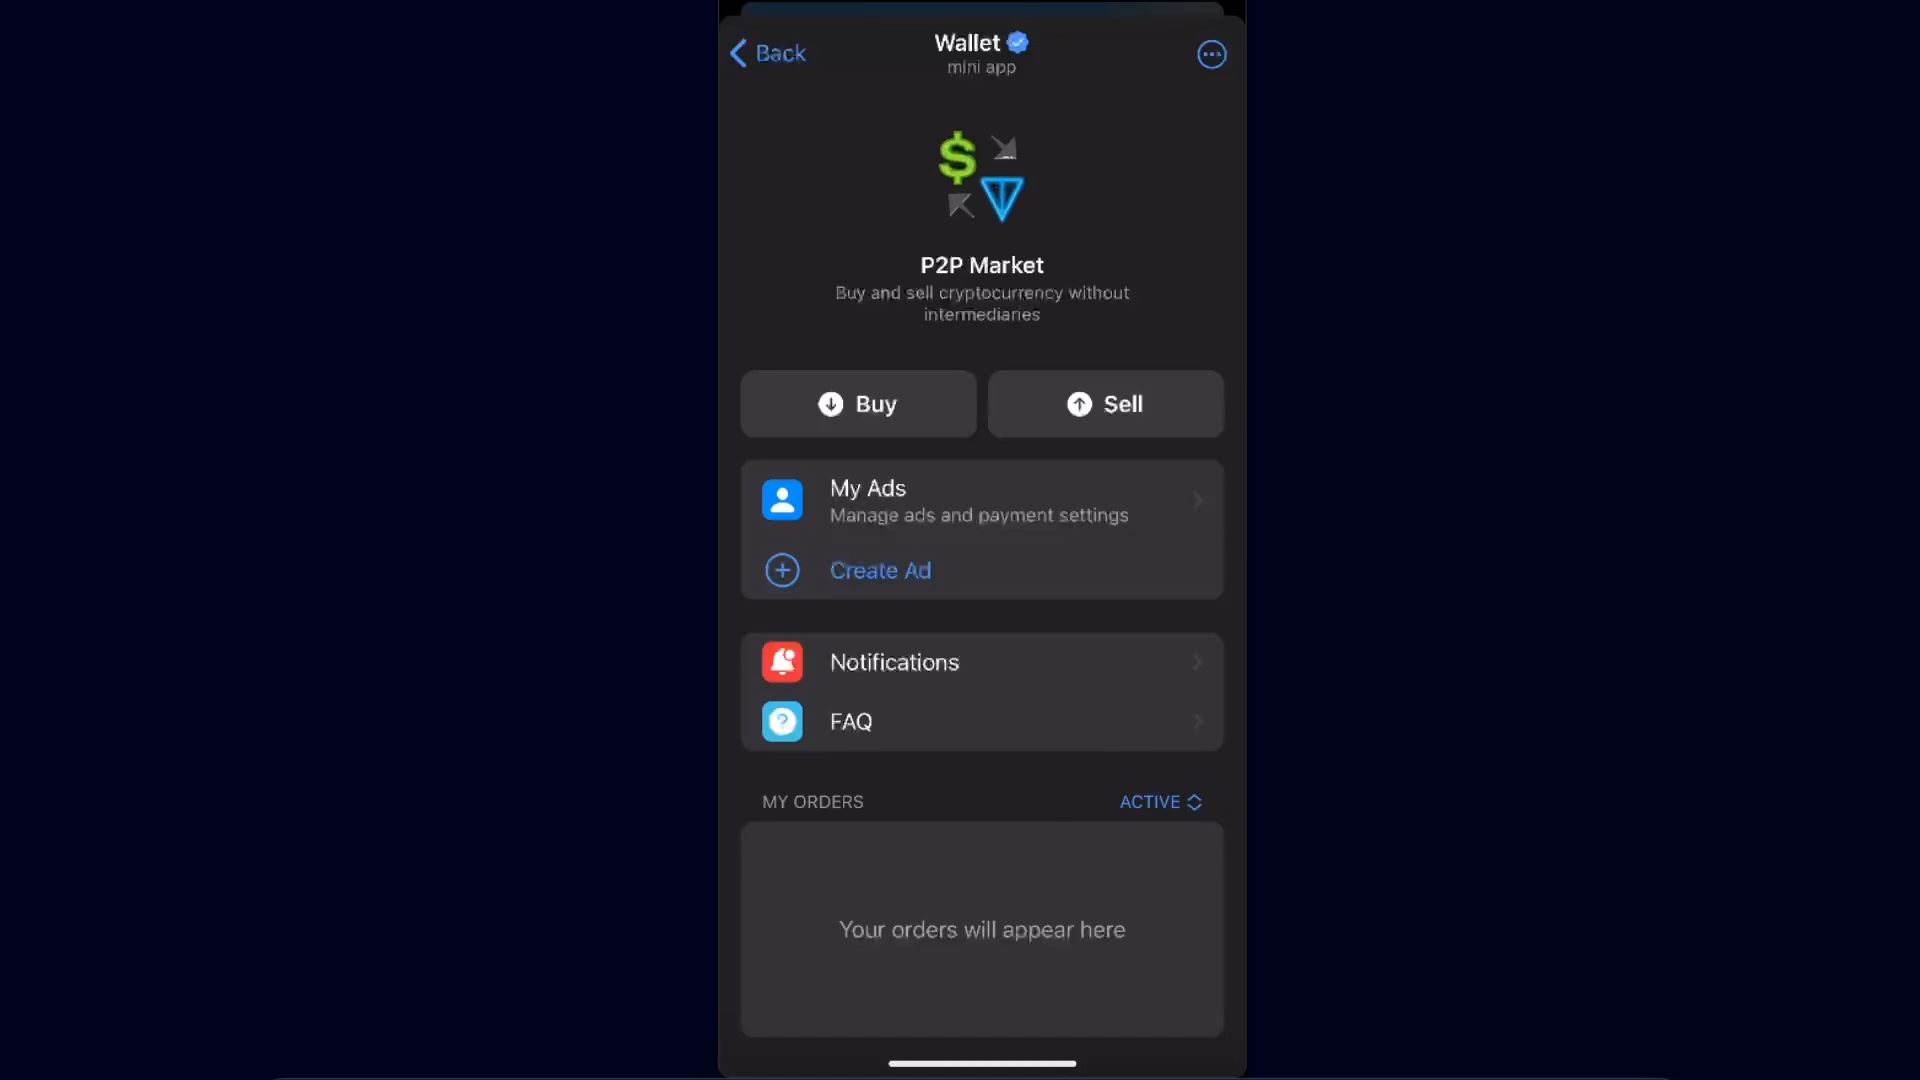 Back
Wallet
mini app
P2P Market
Buy and sell cryptocurrency without
intermediaries
Buy
Sell
My Ads
Manage ads and payment settings
Create Ad
Notifications
FAQ
MY ORDERS
ACTIVE
Your orders will appear here